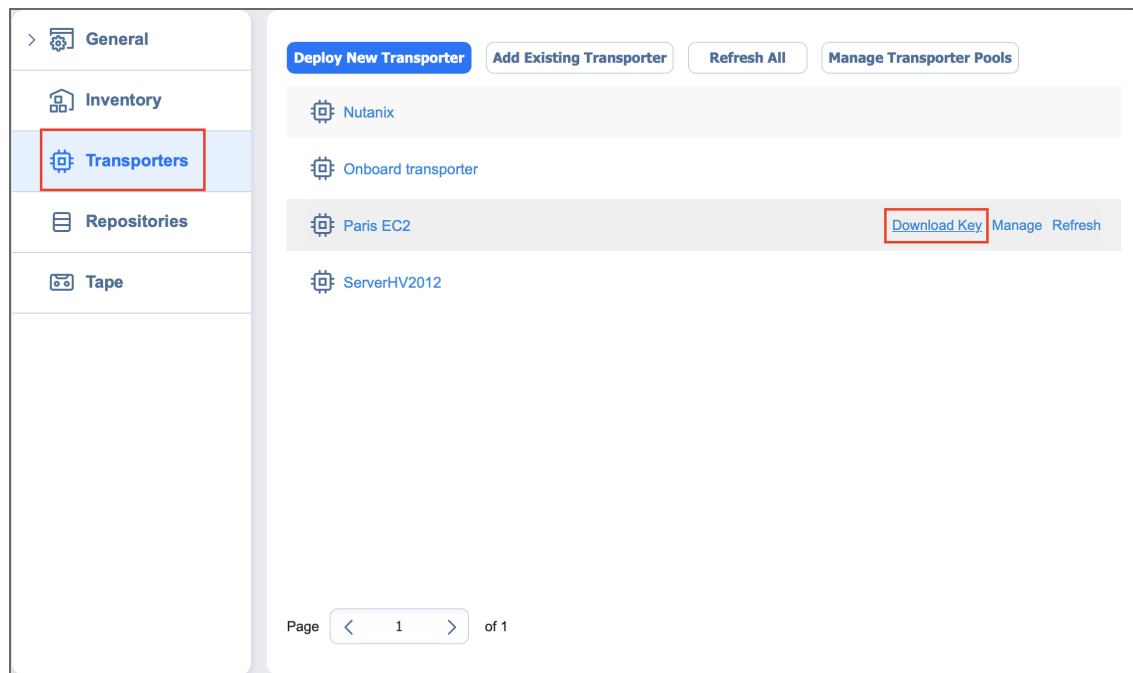 General
Inventory
Transporters
Repositories
Tape
Deploy New Transporter Add Existing Transporter Refresh All Manage Transporter Pools
Nutanix
Onboard transporter
Paris EC2 Download Key Manage Refresh
ServerHV2012
Page 1 of 1